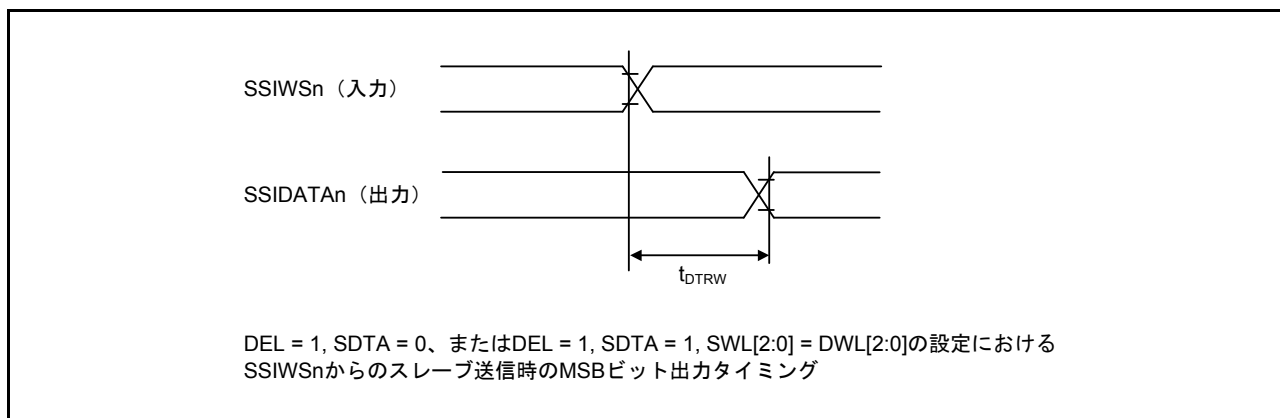 SSIWSn（入力）
SSIDATAn（出力）
tDTRW
DEL = 1, SDTA = 0、またはDEL = 1, SDTA = 1, SWL[2:0] = DWL[2:0]の設定における
SSIWSnからのスレーブ送信時のMSBビット出力タイミング